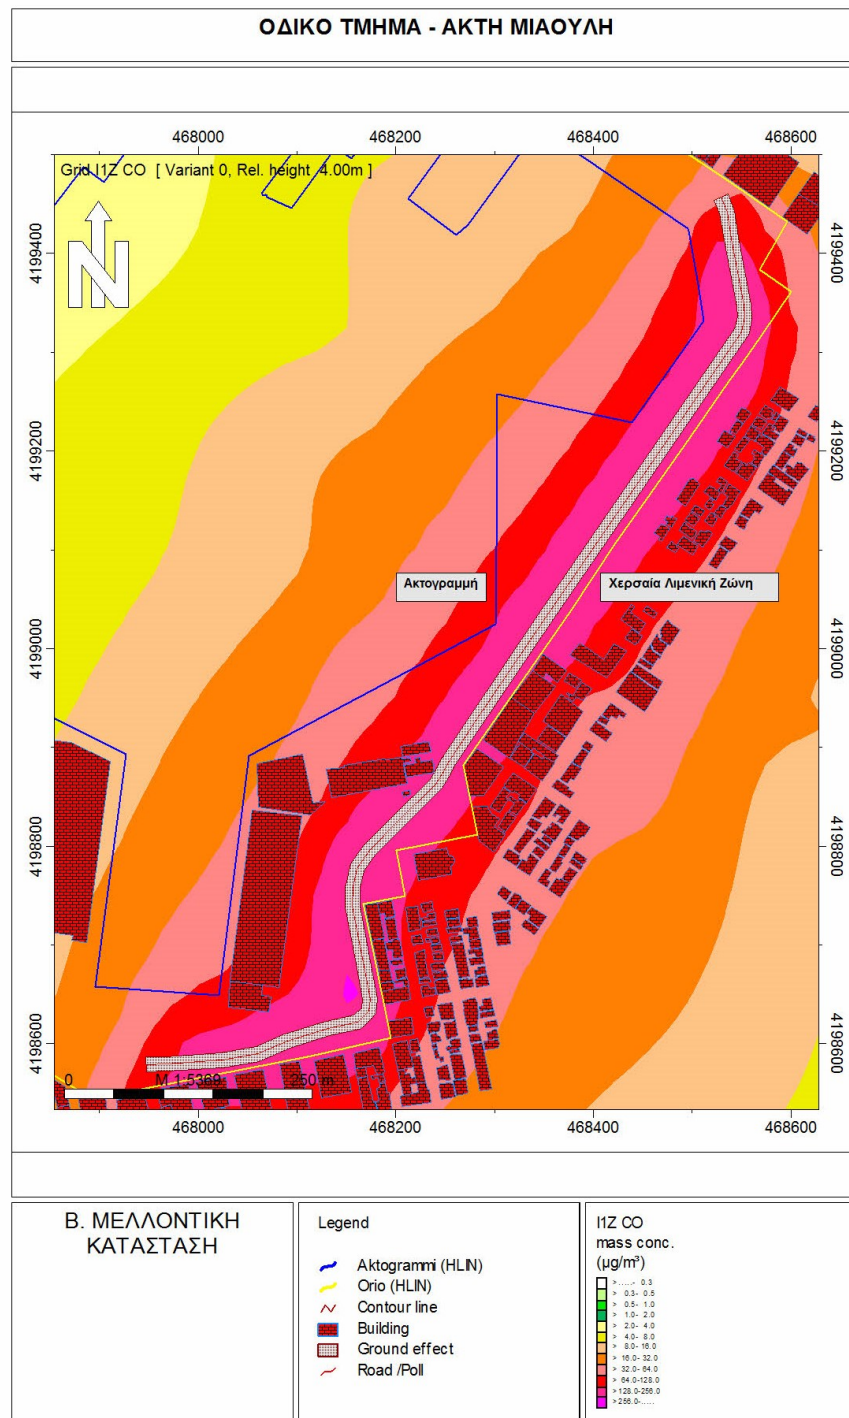 ΟΔΙΚΟ ΤΜΗΜΑ - ΑΚΤΗ ΜΙΑΟΥΛΗ
468000 468200 468400 468600
Grid I1Z CO [ Variant 0, Rel. height 4.00m ]
4199400 4199400
N
4199200 4199200
Ακτογραμμή Χερσαία Λιμενική Ζώνη
4199000 4199000
4198800 4198800
4198600 4198600
0 M 1:5369 250 m
468000 468200 468400 468600
Β. ΜΕΛΛΟΝΤΙΚΗ
ΚΑΤΑΣΤΑΣΗ
Legend
Aktogrammi (HLIN)
Orio (HLIN)
Contour line
Building
Ground effect
Road /Poll
I1Z CO
mass conc.
(µg/m³)
>.....- 0.3
> 0.3- 0.5
> 0.5- 1.0
> 1.0- 2.0
> 2.0- 4.0
> 4.0- 8.0
> 8.0- 16.0
> 16.0- 32.0
> 32.0- 64.0
> 64.0-128.0
>128.0-256.0
>256.0-.....